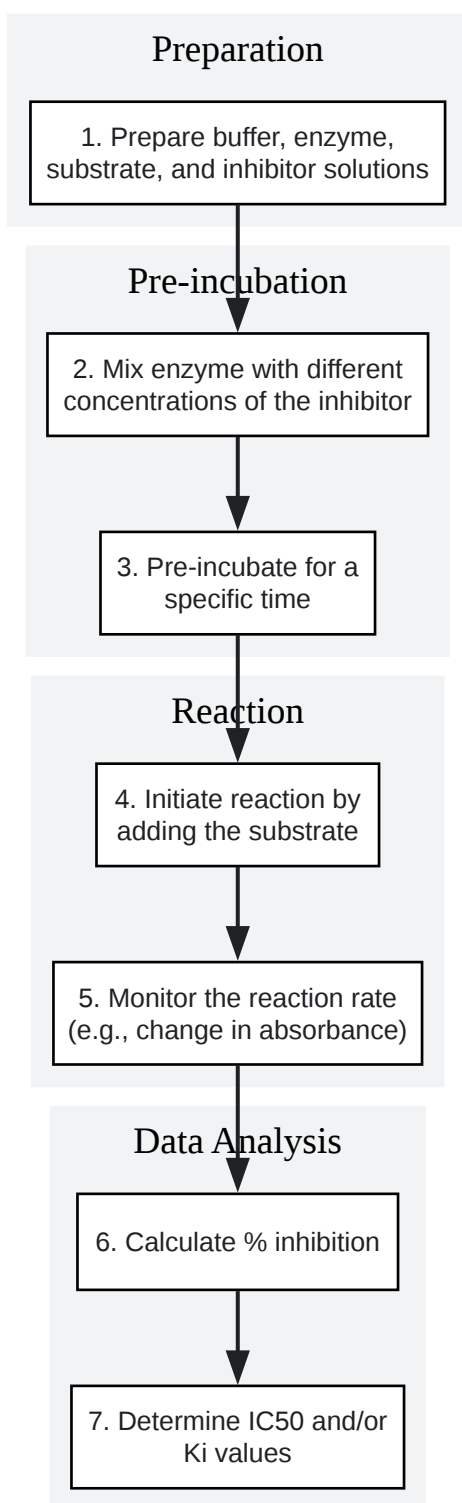 Preparation
1. Prepare buffer, enzyme,
substrate, and inhibitor solutions
Pre-incubation
2. Mix enzyme with different
concentrations of the inhibitor
3. Pre-incubate for a
specific time
Reaction
4. Initiate reaction by
adding the substrate
5. Monitor the reaction rate
(e.g., change in absorbance)
Data Analysis
6. Calculate % inhibition
7. Determine IC50 and/or
Ki values